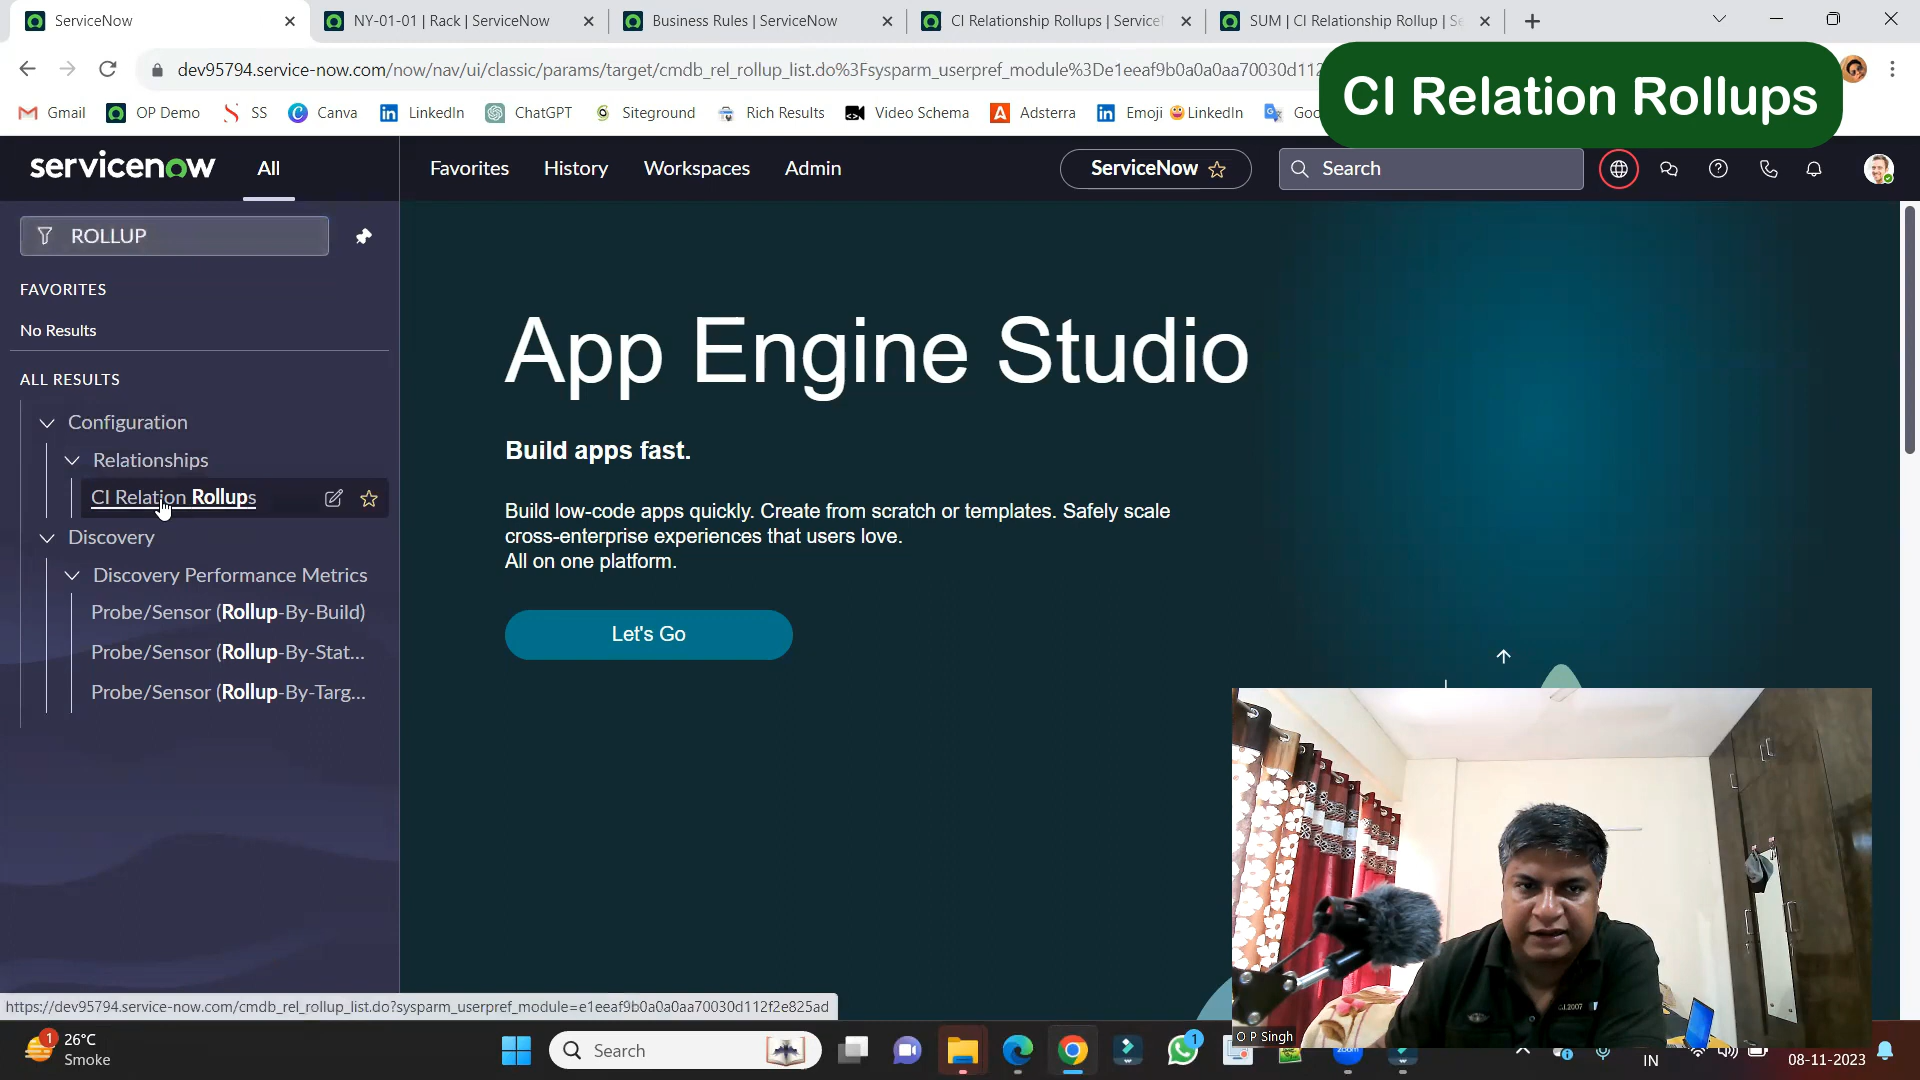 ServiceNow
NY-01-01 | Rack | ServiceNow
Business Rules | ServiceNow
CI Relationship Rollups | Service
SUM | CI Relationship Rollup | Se
dev95794.service-now.com/now/nav/ui/classic/params/target/cmdb_rel_rollup_list.do%3Fsysparm_userpref_module%3De1eeaf9b0a0a0aa70030d112
CI Relation Rollups
Gmail
OP Demo
SS
Canva
LinkedIn
ChatGPT
Siteground
Rich Results
Video Schema
Adsterra
Emoji 😀LinkedIn
servicenow
All
Favorites
History
Workspaces
Admin
ServiceNow
Search
ROLLUP
FAVORITES
No Results
ALL RESULTS
Configuration
Relationships
CI Relation Rollups
Discovery
Discovery Performance Metrics
Probe/Sensor (Rollup-By-Build)
Probe/Sensor (Rollup-By-Stat...
Probe/Sensor (Rollup-By-Targ...
App Engine Studio
Build apps fast.
Build low-code apps quickly. Create from scratch or templates. Safely scale
cross-enterprise experiences that users love.
All on one platform.
Let's Go
O P Singh
https://dev95794.service-now.com/cmdb_rel_rollup_list.do?sysparm_userpref_module=e1eeaf9b0a0a0aa70030d112f2e825ad
1
26°C
Smoke
Search
1
zoom
IN
08-11-2023